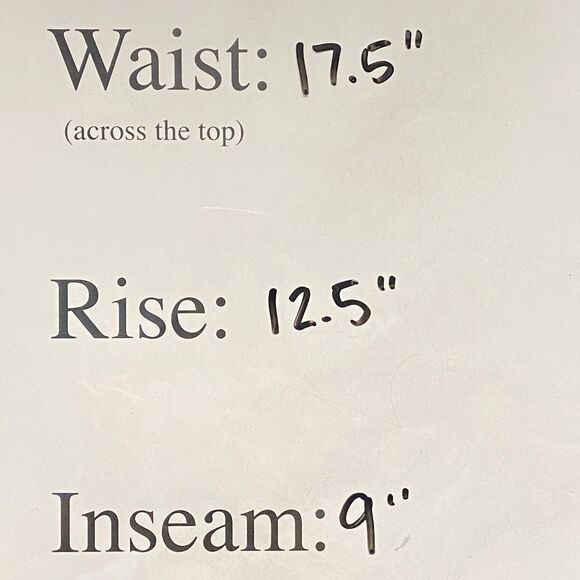 Waist: 17.5"
(across the top)
Rise: 12.5"
Inseam: 9"